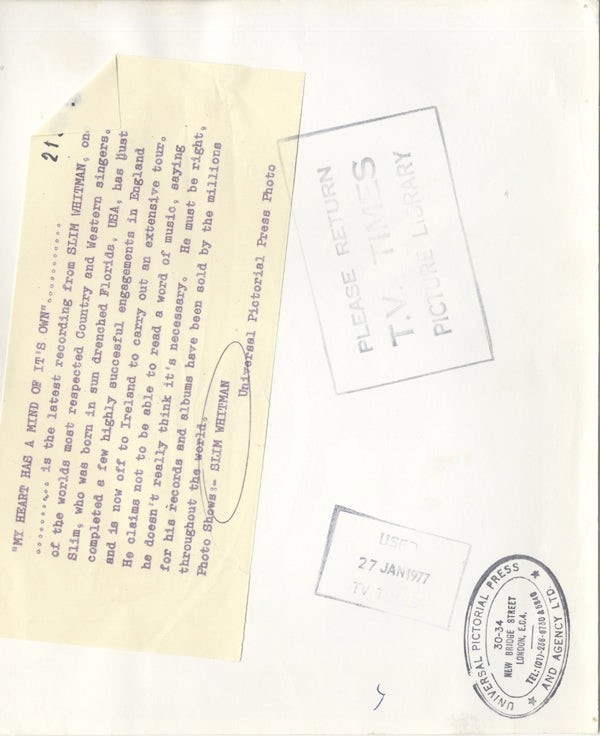 21
"MY HEART HAS A MIND OF IT'S OWN"............
......... is the latest recording from SLIM WHITMAN, one
of the worlds most respected Country and Western singers.
Slim, who was born in sun drenched Florida, USA, has just
completed a few highly succesful engagements in England
and is now off to Ireland to carry out an extensive tour.
He claims not to be able to read a word of music, saying
he doesn't really think it's necessary. He must be right,
for his records and albums have been sold by the millions
throughout the world.
Photo Shows:- SLIM WHITMAN
Universal Pictorial Press Photo
PLEASE RETURN
T.V. TIMES
PICTURE LIBRARY
USED
27 JAN 1977
TV TIMES
UNIVERSAL PICTORIAL PRESS
30-34
NEW BRIDGE STREET
LONDON, E.C.4.
TEL: (01)-236-6730 &
AND AGENCY LTD.